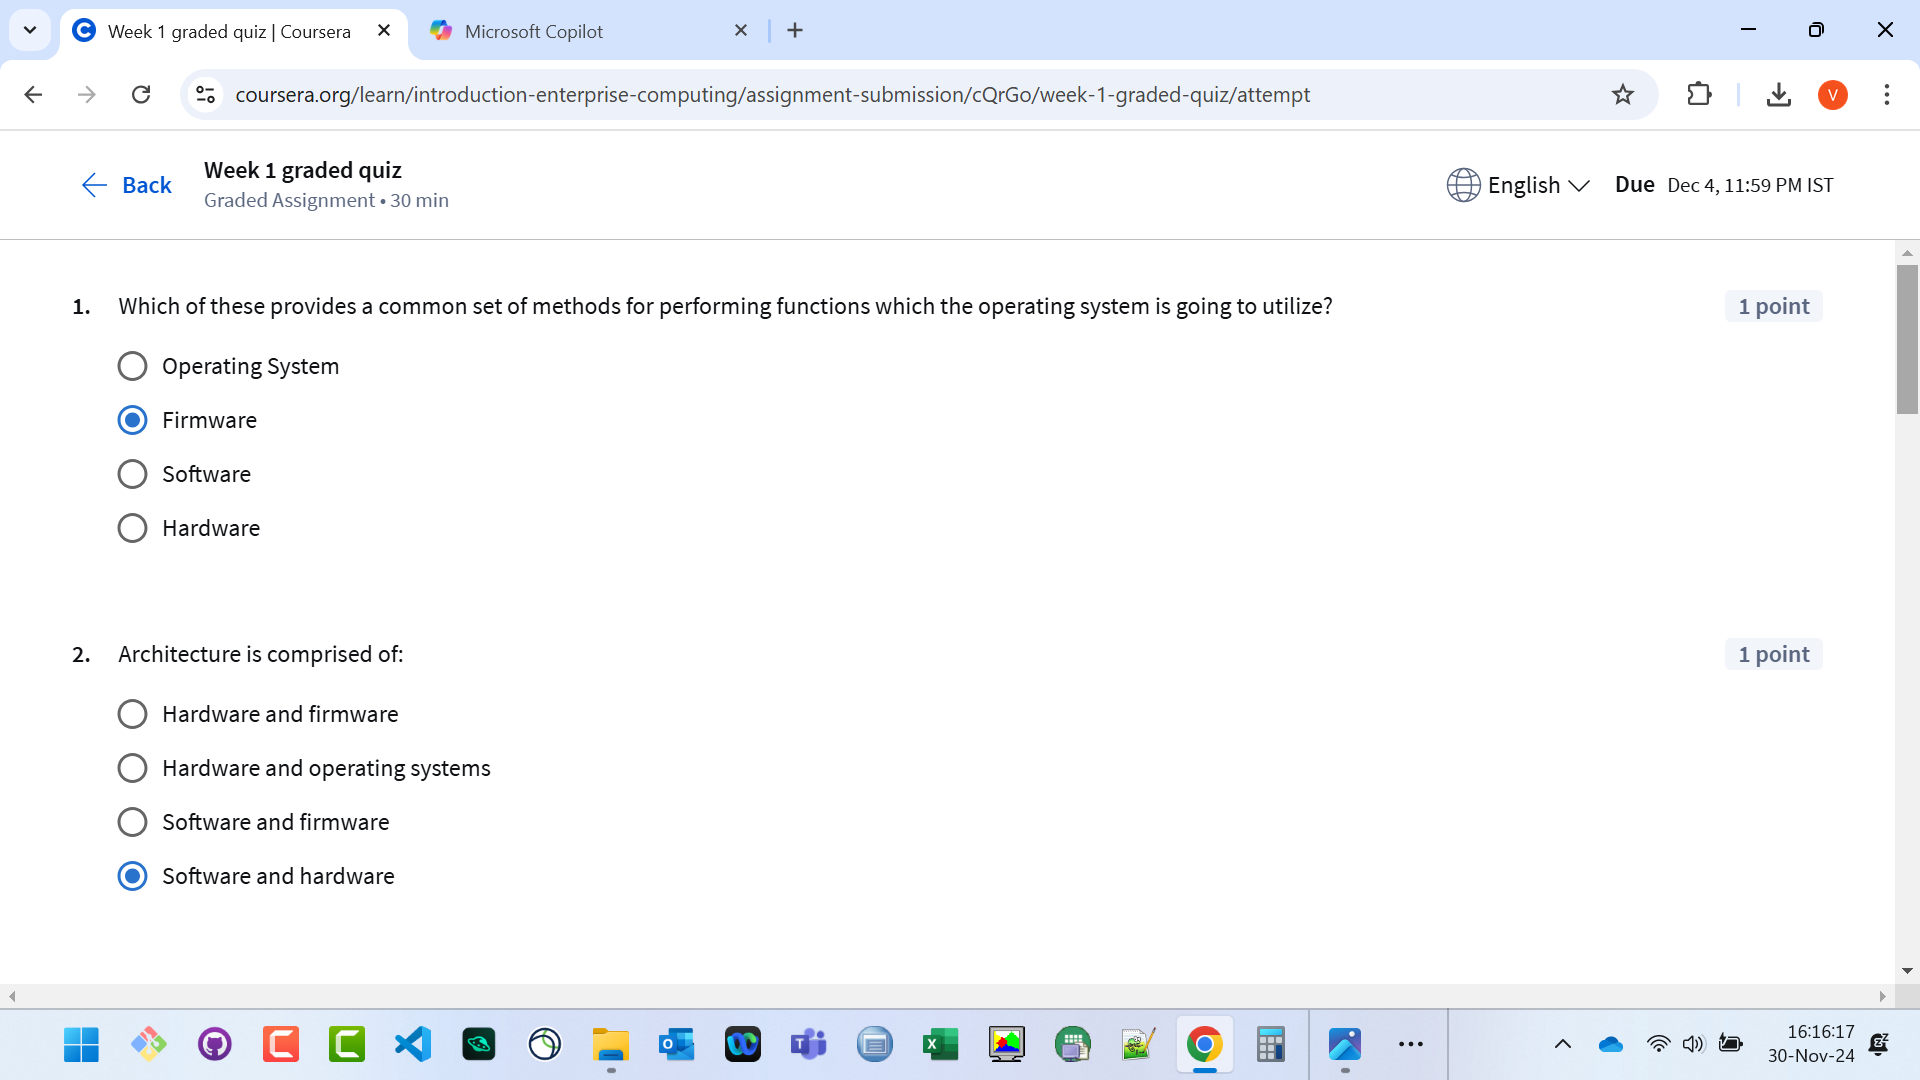 Week 1 graded quiz | Coursera
Microsoft Copilot
coursera.org/learn/introduction-enterprise-computing/assignment-submission/cQrGo/week-1-graded-quiz/attempt
V
Back
Week 1 graded quiz
Graded Assignment • 30 min
English
Due Dec 4, 11:59 PM IST
1. Which of these provides a common set of methods for performing functions which the operating system is going to utilize? 1 point
Operating System
Firmware
Software
Hardware
2. Architecture is comprised of: 1 point
Hardware and firmware
Hardware and operating systems
Software and firmware
Software and hardware
16:16:17
30-Nov-24